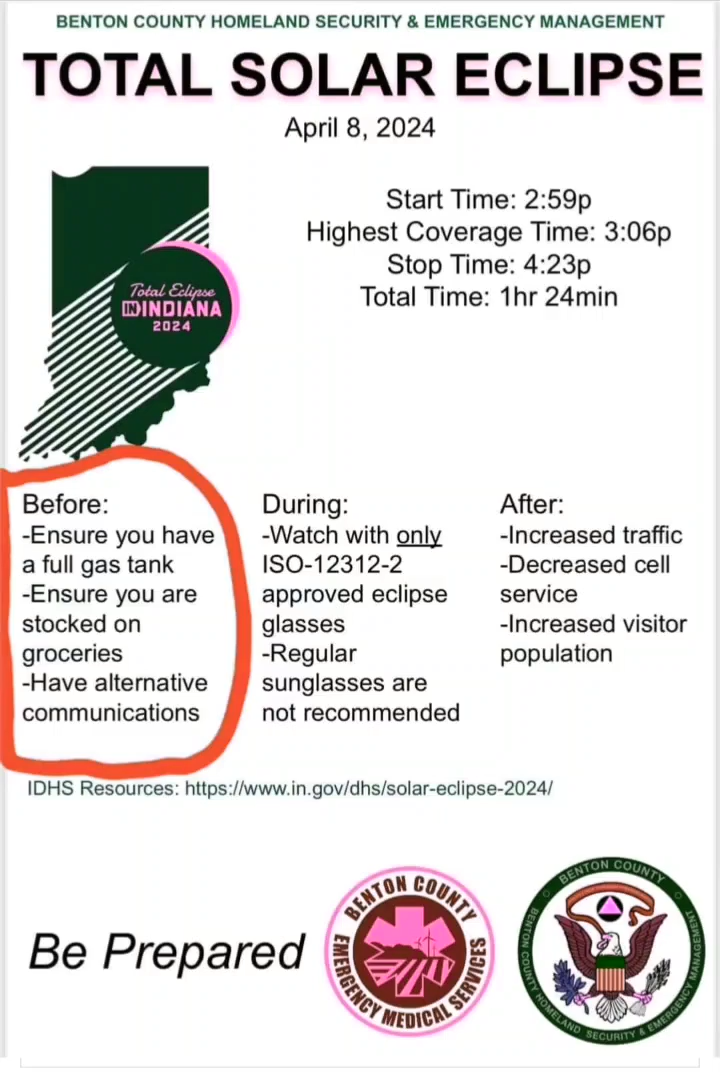 BENTON COUNTY HOMELAND SECURITY & EMERGENCY MANAGEMENT
TOTAL SOLAR ECLIPSE
April 8, 2024
Start Time: 2:59p
Highest Coverage Time: 3:06p
Stop Time: 4:23p
Total Time: 1hr 24min
Total Eclipse
IN INDIANA
2024
Before:
-Ensure you have
a full gas tank
-Ensure you are
stocked on
groceries
-Have alternative
communications
During:
-Watch with only
ISO-12312-2
approved eclipse
glasses
-Regular
sunglasses are
not recommended
After:
-Increased traffic
-Decreased cell
service
-Increased visitor
population
IDHS Resources: https://www.in.gov/dhs/solar-eclipse-2024/
Be Prepared
BENTON COUNTY
EMERGENCY MEDICAL SERVICES
BENTON COUNTY
BENTON COUNTY HOMELAND SECURITY & EMERGENCY MANAGEMENT